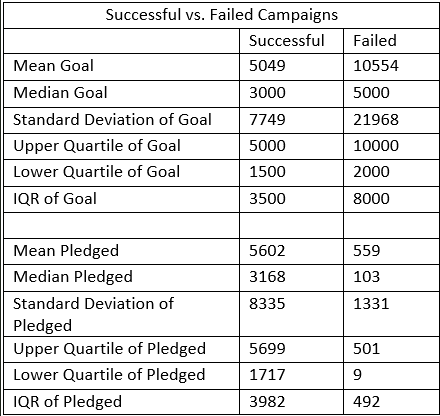 Successful vs. Failed Campaigns
Successful Failed
Mean Goal 5049 10554
Median Goal 3000 5000
Standard Deviation of Goal 7749 21968
Upper Quartile of Goal 5000 10000
Lower Quartile of Goal 1500 2000
IQR of Goal 3500 8000
Mean Pledged 5602 559
Median Pledged 3168 103
Standard Deviation of 8335 1331
Pledged
Upper Quartile of Pledged 5699 501
Lower Quartile of Pledged 1717 9
IQR of Pledged 3982 492